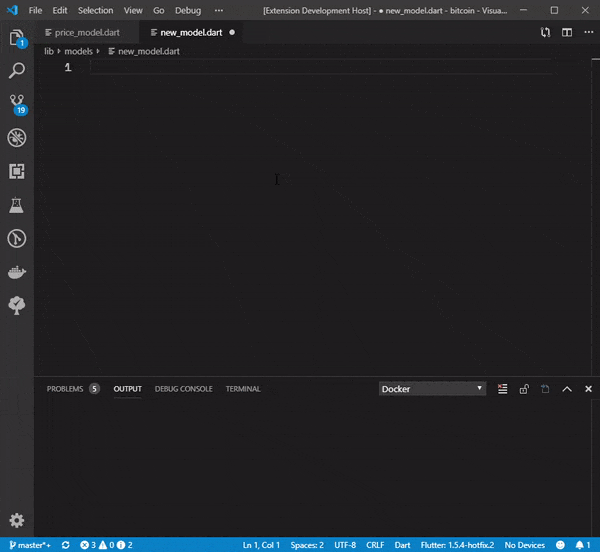 File Edit Selection View Go Debug ··· [Extension Development Host] - ● new_model.dart - bitcoin - Visua...
price_model.dart new_model.dart
lib models new_model.dart
1
1
19
PROBLEMS 5 OUTPUT DEBUG CONSOLE TERMINAL Docker
master*+ 3 0 2 Ln 1, Col 1 Spaces: 2 UTF-8 CRLF Dart Flutter: 1.5.4-hotfix.2 No Devices 1